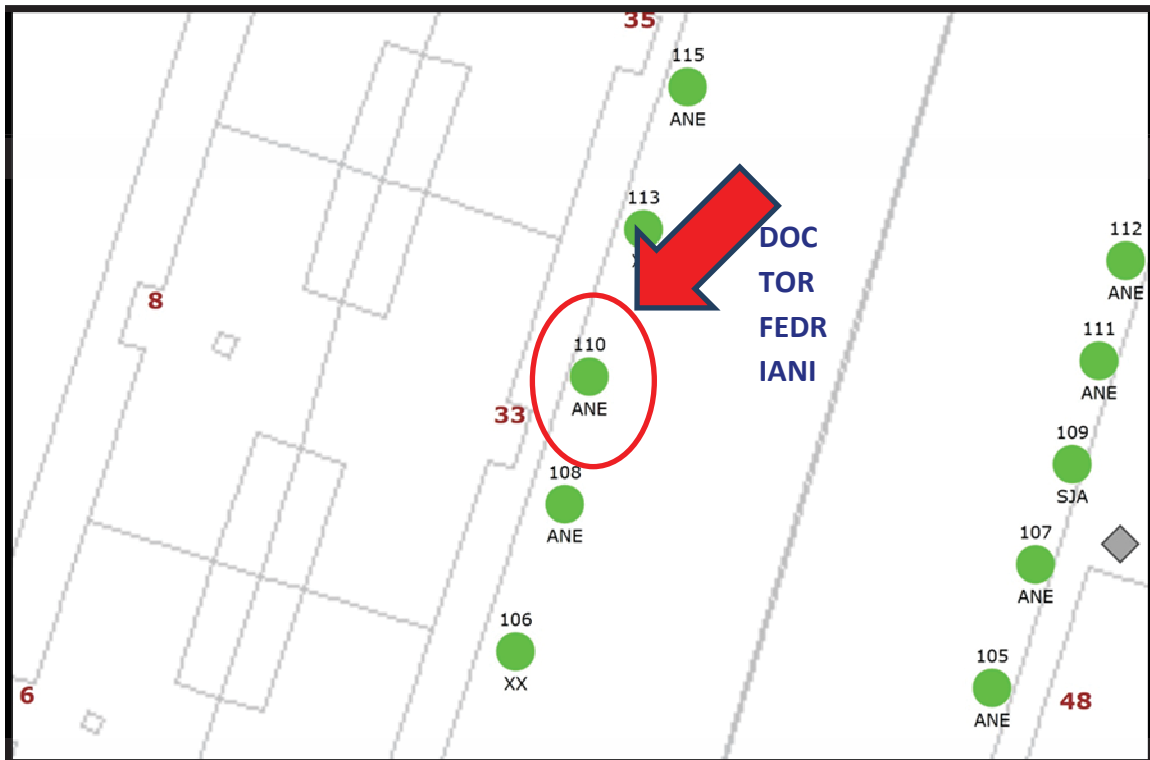 35
115
ANE
113
DOC
TOR
FEDR
IANI
112
ANE
8
111
ANE
110
ANE
33
109
SJA
108
ANE
107
ANE
106
XX
105
ANE
6
48